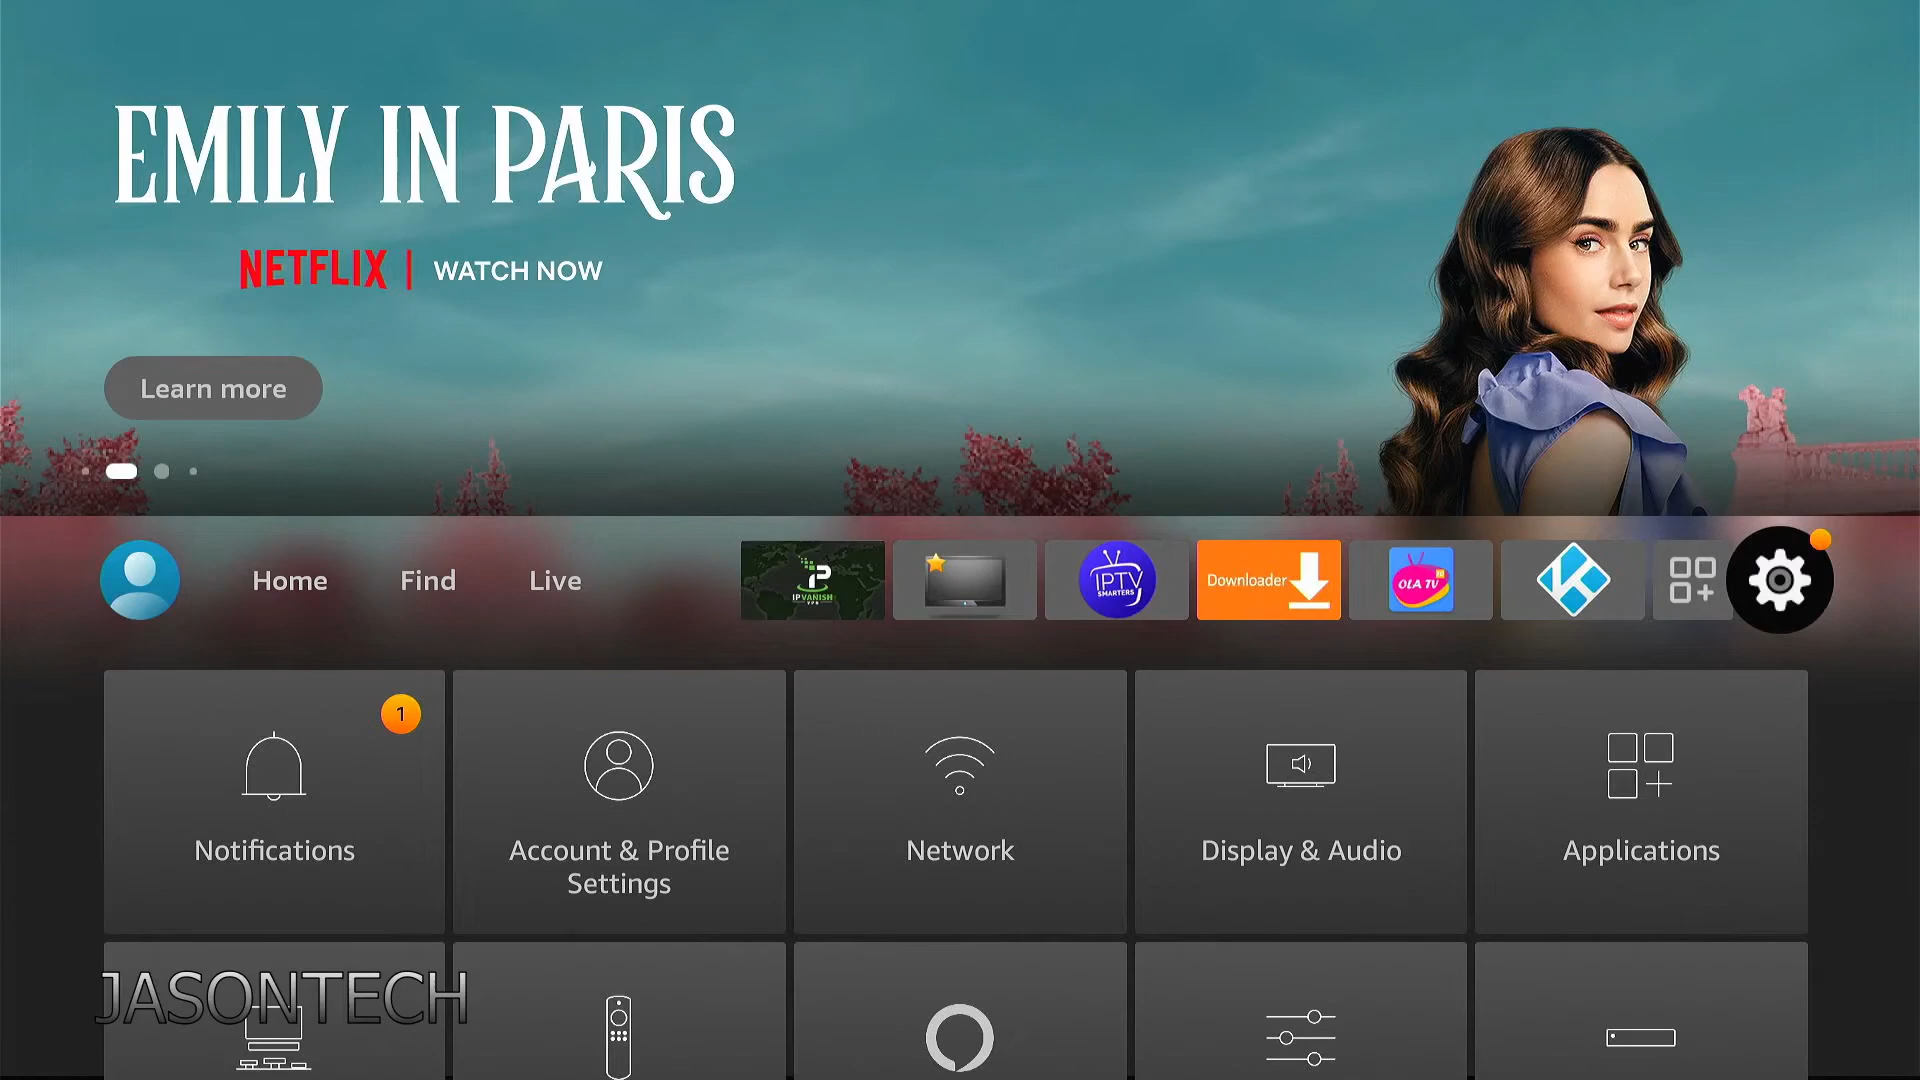 EMILY IN PARIS
NETFLIX | WATCH NOW
Learn more
Home
Find
Live
IPVANISH
VPN
IPTV
SMARTERS
Downloader
OLA TV
1
Notifications
Account & Profile
Settings
Network
Display & Audio
Applications
JASONTECH